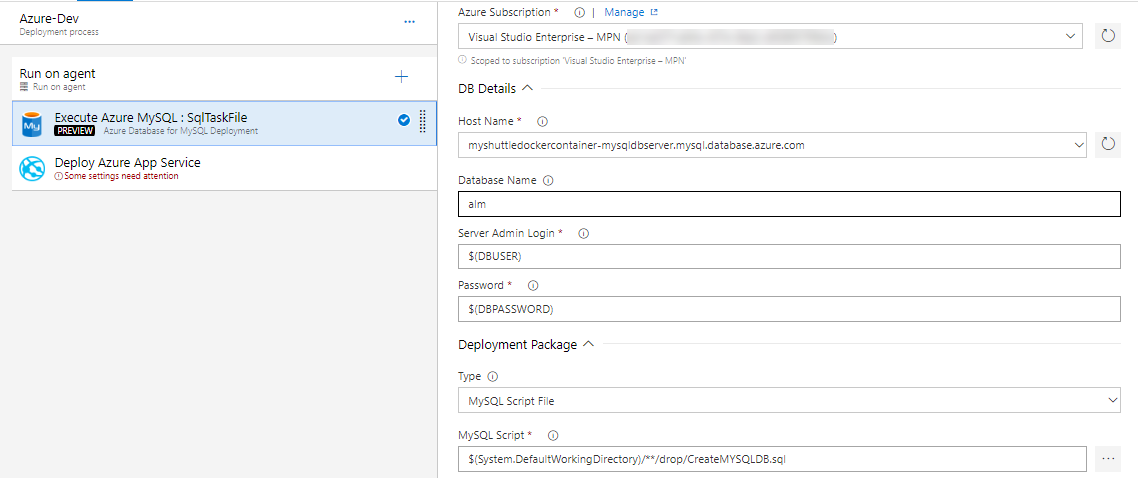 Azure-Dev
Deployment process
Run on agent
Run on agent
Execute Azure MySQL : SqlTaskFile
PREVIEW Azure Database for MySQL Deployment
My
Deploy Azure App Service
Some settings need attention
Azure Subscription * | Manage
Visual Studio Enterprise – MPN ( )
Scoped to subscription 'Visual Studio Enterprise – MPN'
DB Details
Host Name *
myshuttledockercontainer-mysqldbserver.mysql.database.azure.com
Database Name
alm
Server Admin Login *
$(DBUSER)
Password *
$(DBPASSWORD)
Deployment Package
Type
MySQL Script File
MySQL Script *
$(System.DefaultWorkingDirectory)/**/drop/CreateMYSQLDB.sql